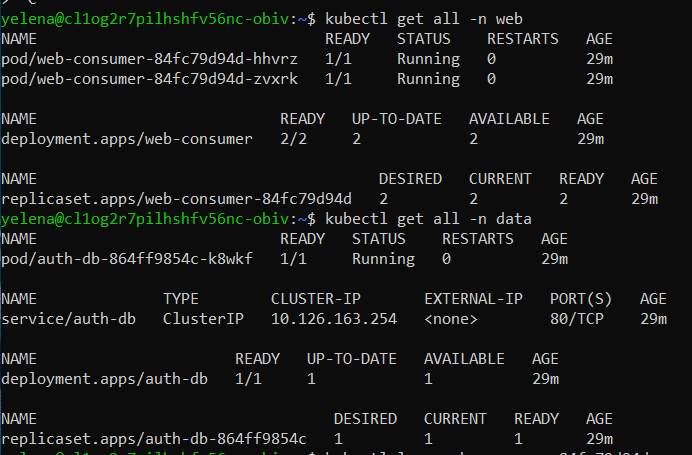 yelena@cl1og2r7pilhshfv56nc-obiv:~$ kubectl get all -n web
NAME READY STATUS RESTARTS AGE
pod/web-consumer-84fc79d94d-hhvrz 1/1 Running 0 29m
pod/web-consumer-84fc79d94d-zvxrk 1/1 Running 0 29m
NAME READY UP-TO-DATE AVAILABLE AGE
deployment.apps/web-consumer 2/2 2 2 29m
NAME DESIRED CURRENT READY AGE
replicaset.apps/web-consumer-84fc79d94d 2 2 2 29m
yelena@cl1og2r7pilhshfv56nc-obiv:~$ kubectl get all -n data
NAME READY STATUS RESTARTS AGE
pod/auth-db-864ff9854c-k8wkf 1/1 Running 0 29m
NAME TYPE CLUSTER-IP EXTERNAL-IP PORT(S) AGE
service/auth-db ClusterIP 10.126.163.254 <none> 80/TCP 29m
NAME READY UP-TO-DATE AVAILABLE AGE
deployment.apps/auth-db 1/1 1 1 29m
NAME DESIRED CURRENT READY AGE
replicaset.apps/auth-db-864ff9854c 1 1 1 29m